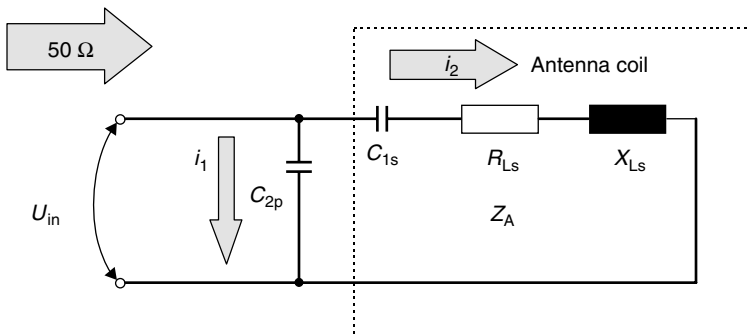 50 Ω
i2
Antenna coil
C1s
RLs
XLs
i1
C2p
Uin
ZA